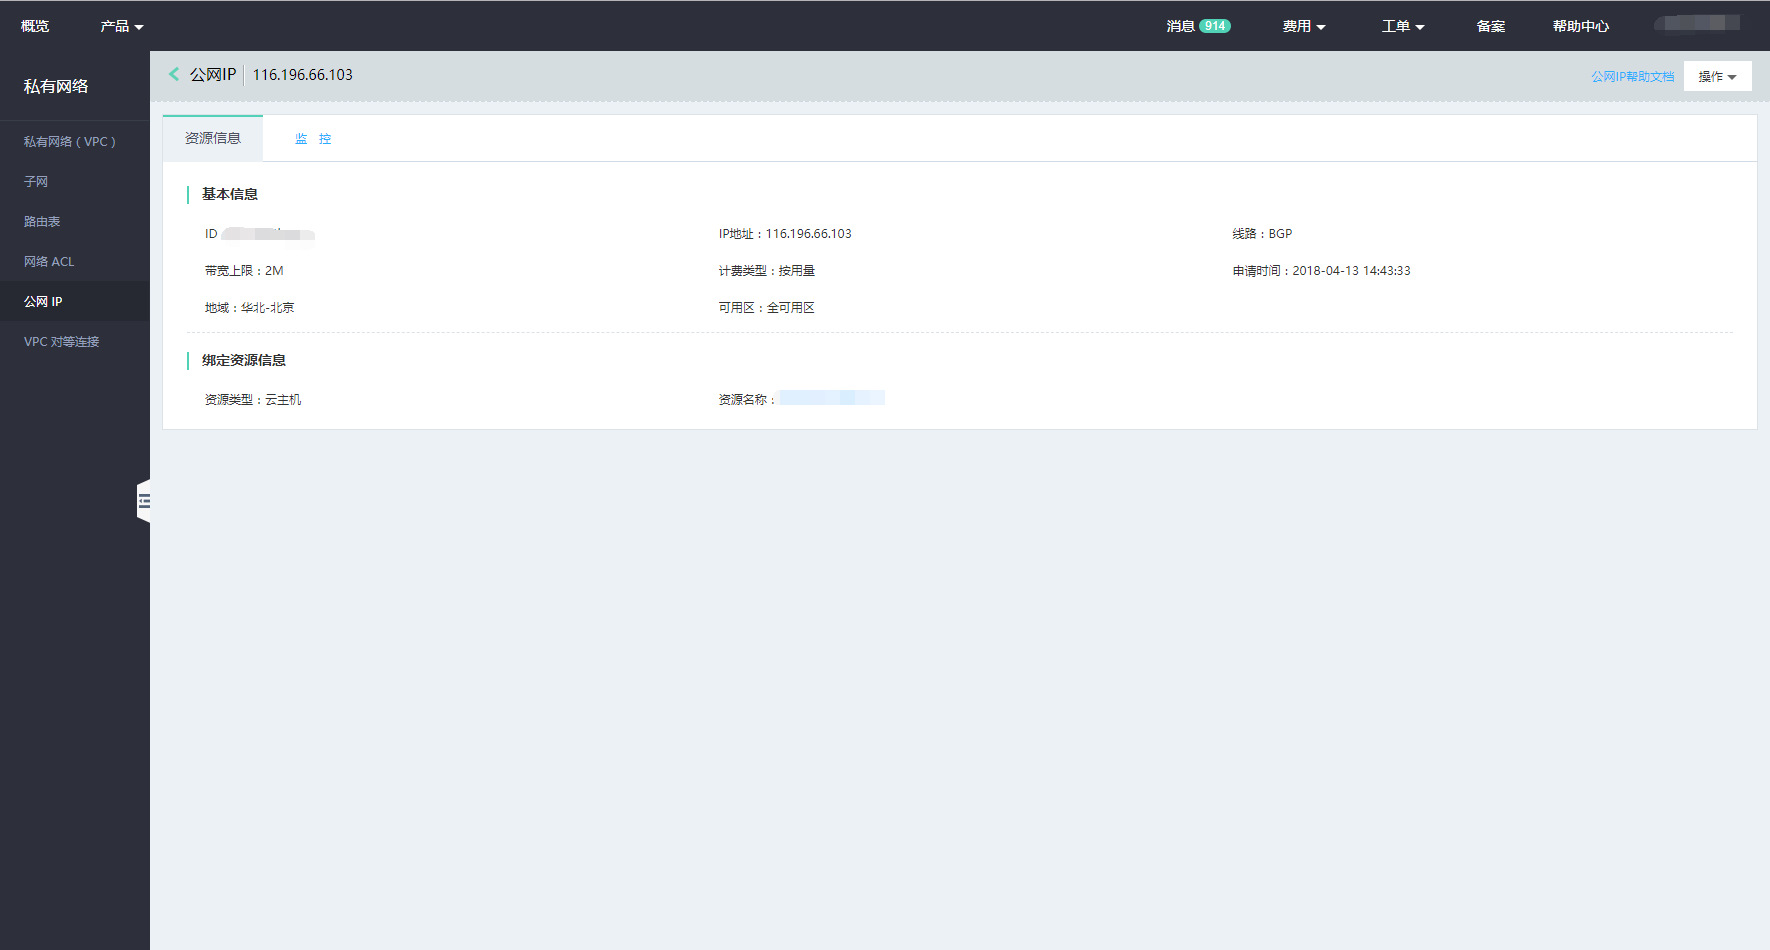 概览 产品 消息 914 费用 工单 备案 帮助中心
私有网络
私有网络 ( VPC )
子网
路由表
网络 ACL
公网 IP
VPC 对等连接
公网IP 116.196.66.103 公网IP帮助文档 操作
资源信息 监 控
基本信息
ID IP地址：116.196.66.103 线路：BGP
带宽上限：2M 计费类型：按用量 申请时间：2018-04-13 14:43:33
地域：华北-北京 可用区：全可用区
绑定资源信息
资源类型：云主机 资源名称：